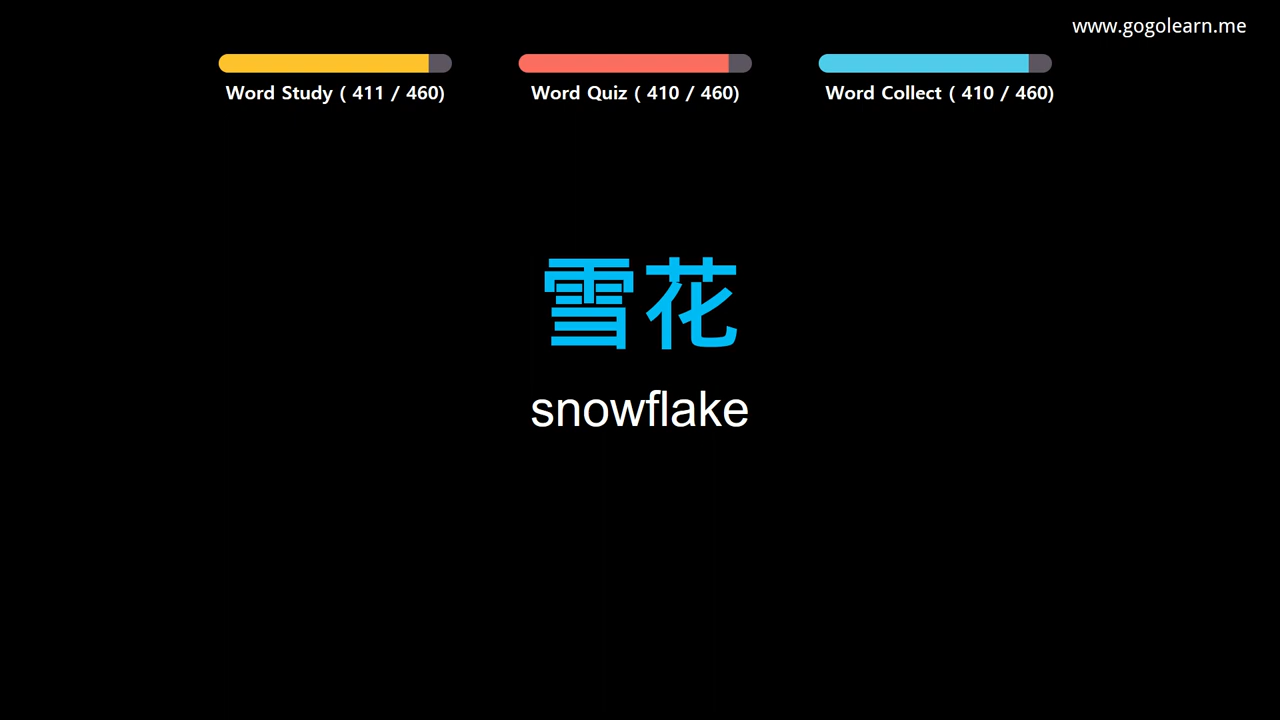 www.gogolearn.me
Word Study ( 411 / 460)
Word Quiz ( 410 / 460)
Word Collect ( 410 / 460)
雪花
snowflake